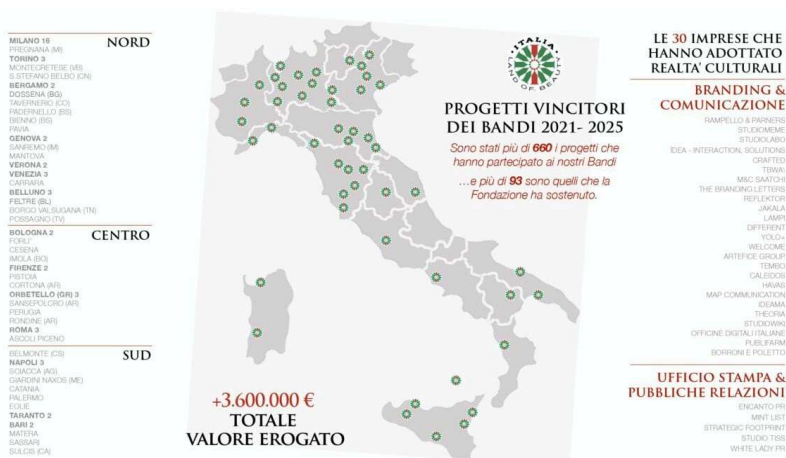 NORD
MILANO 16
PREGNANA (MI)
TORINO 3
MONTECRETESE (VB)
S.STEFANO BELBO (CN)
BERGAMO 2
DOSSENA (BG)
TAVERNERIO (CO)
PADERNELLO (BS)
BIENNO (BS)
PAVIA
GENOVA 2
SANREMO (IM)
MANTOVA
VERONA 2
VENEZIA 3
CARRARA
BELLUNO 3
FELTRE (BL)
BORGO VALSUGANA (TN)
POSSAGNO (TV)
CENTRO
BOLOGNA 2
FORLI'
CESENA
IMOLA (BO)
FIRENZE 2
PISTOIA
CORTONA (AR)
ORBETELLO (GR) 3
SANSEPOLCRO (AR)
PERUGIA
RONDINE (AR)
ROMA 3
ASCOLI PICENO
SUD
BELMONTE (CS)
NAPOLI 3
SCIACCA (AG)
GIARDINI NAXOS (ME)
CATANIA
PALERMO
EOLIE
TARANTO 2
BARI 2
MATERA
SASSARI
SULCIS (CA)
ITALIA
LAND OF BEAUTY
PROGETTI VINCITORI
DEI BANDI 2021- 2025
Sono stati più di 660 i progetti che
hanno partecipato ai nostri Bandi
...e più di 93 sono quelli che la
Fondazione ha sostenuto.
+3.600.000 €
TOTALE
VALORE EROGATO
LE 30 IMPRESE CHE
HANNO ADOTTATO
REALTA' CULTURALI
BRANDING &
COMUNICAZIONE
RAMPELLO & PARNERS
STUDIOMEME
STUDIOLABO
IDEA - INTERACTION, SOLUTIONS
CRAFTED
TBWA\
M&C SAATCHI
THE BRANDING LETTERS
REFLEKTOR
JAKALA
LAMPI
DIFFERENT
YOLO+
WELCOME
ARTEFICE GROUP
TEMBO
CALEIDOS
HAVAS
MAP COMMUNICATION
IDEAMA
THEORIA
STUDIOWIKI
OFFICINE DIGITALI ITALIANE
PUBLIFARM
BORRONI E POLETTO
UFFICIO STAMPA &
PUBBLICHE RELAZIONI
ENCANTO PR
MINT LIST
STRATEGIC FOOTPRINT
STUDIO TISS
WHITE LADY PR